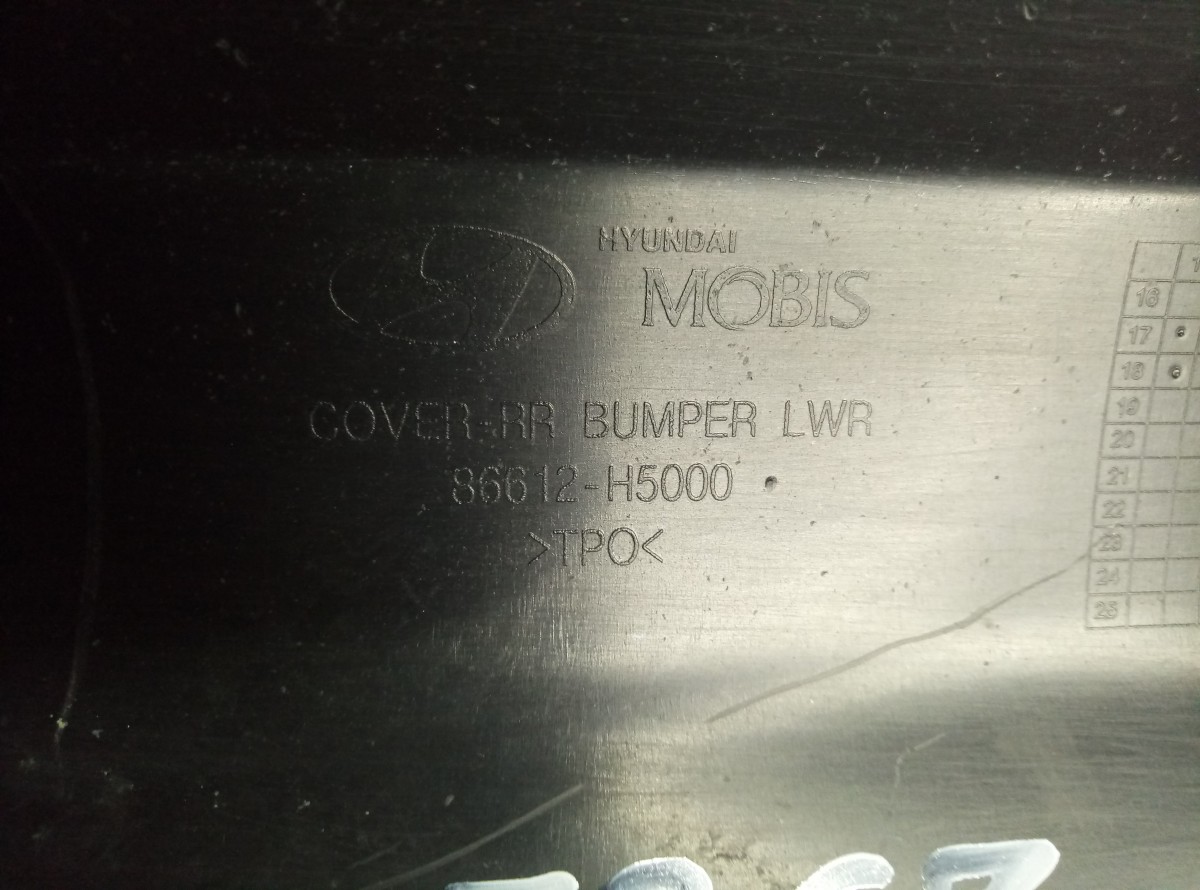 HYUNDAI
MOBIS
COVER-RR BUMPER LWR
86612-H5000
>TPO<
16
17
18
19
20
21
22
23
24
25